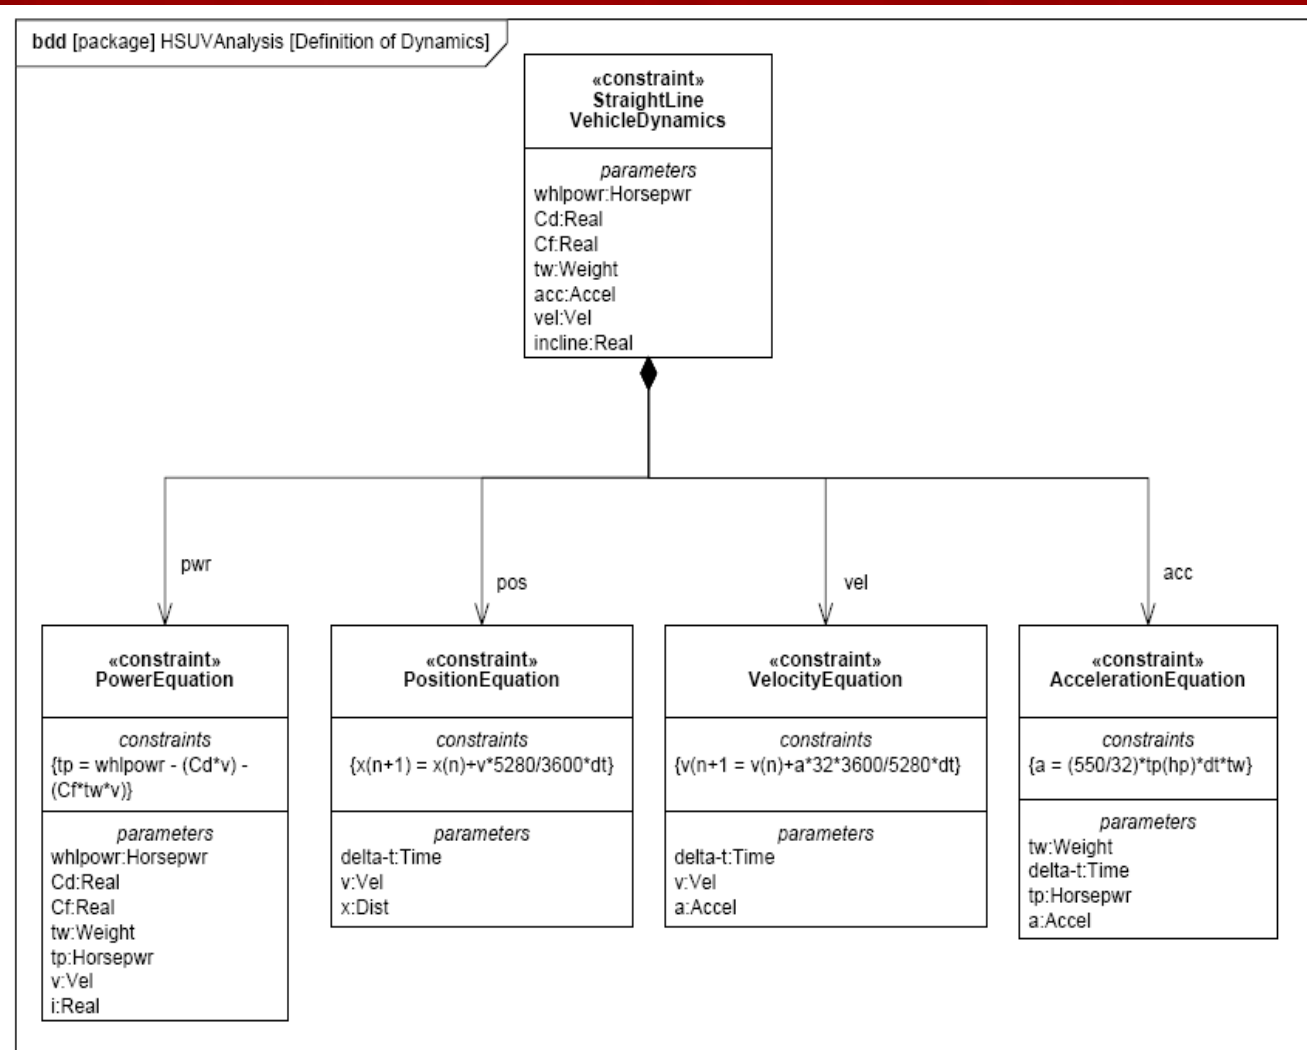 bdd [package] HSUVAnalysis [Definition of Dynamics]
«constraint»
StraightLine
VehicleDynamics
parameters
whlpowr:Horsepwr
Cd:Real
Cf:Real
tw:Weight
acc:Accel
vel:Vel
incline:Real
pwr
pos
vel
acc
«constraint»
PowerEquation
constraints
{tp = whlpowr - (Cd*v) -
(Cf*tw*v)}
parameters
whlpowr:Horsepwr
Cd:Real
Cf:Real
tw:Weight
tp:Horsepwr
v:Vel
i:Real
«constraint»
PositionEquation
constraints
{x(n+1) = x(n)+v*5280/3600*dt}
parameters
delta-t:Time
v:Vel
x:Dist
«constraint»
VelocityEquation
constraints
{v(n+1 = v(n)+a*32*3600/5280*dt}
parameters
delta-t:Time
v:Vel
a:Accel
«constraint»
AccelerationEquation
constraints
{a = (550/32)*tp(hp)*dt*tw}
parameters
tw:Weight
delta-t:Time
tp:Horsepwr
a:Accel